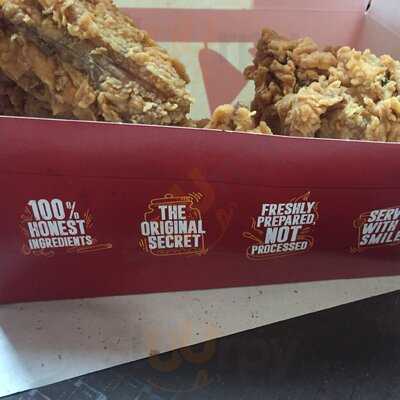 100%
HONEST
INGREDIENTS
THE
ORIGINAL
SECRET
FRESHLY
PREPARED,
NOT
PROCESSED
SERV
WITH
SMILE